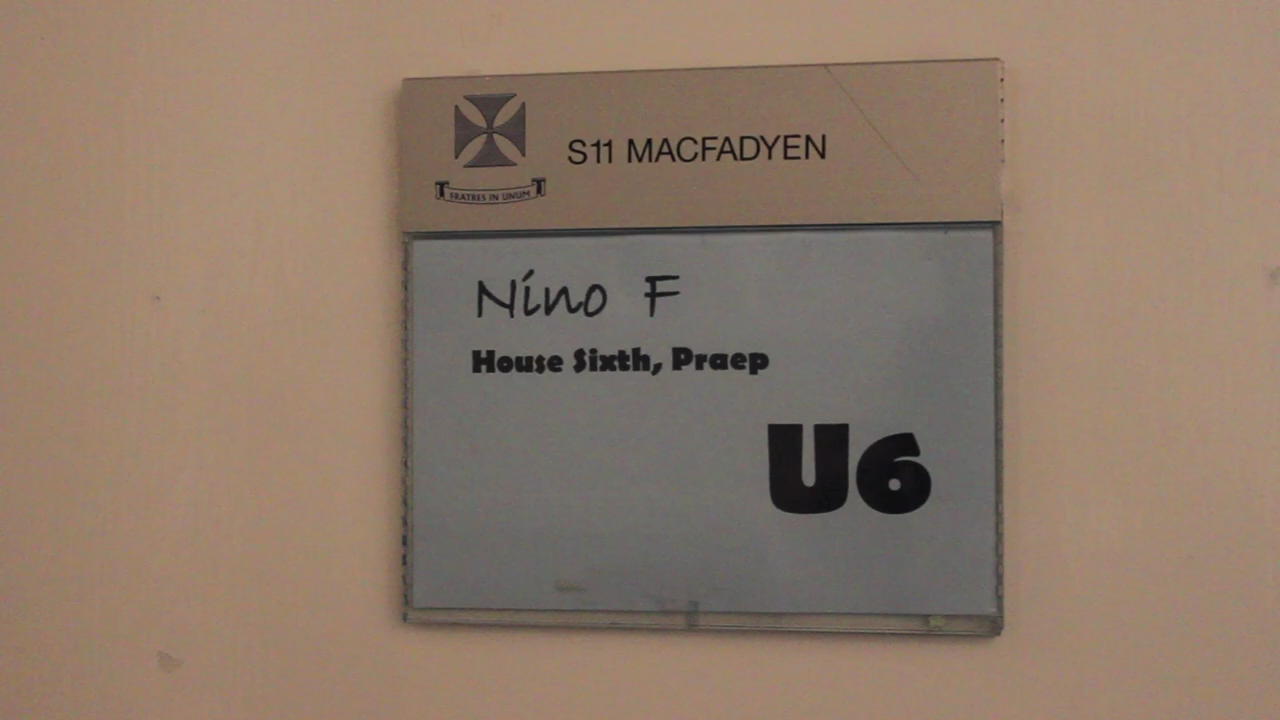 S11 MACFADYEN
FRATRES IN UNUM
Nino F
House Sixth, Praep
U6